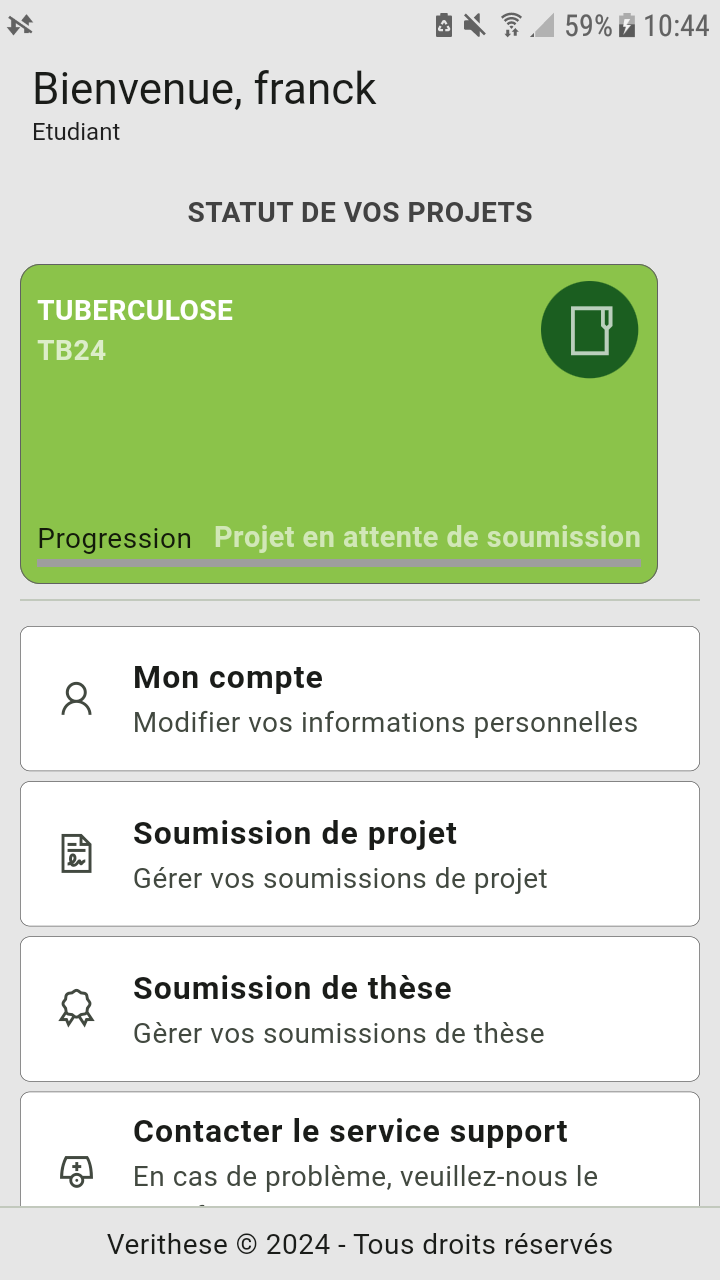 59% 10:44
Bienvenue, franck
Etudiant
STATUT DE VOS PROJETS
TUBERCULOSE
TB24
Progression Projet en attente de soumission
Mon compte
Modifier vos informations personnelles
Soumission de projet
Gérer vos soumissions de projet
Soumission de thèse
Gèrer vos soumissions de thèse
Contacter le service support
En cas de problème, veuillez-nous le
Verithese © 2024 - Tous droits réservés